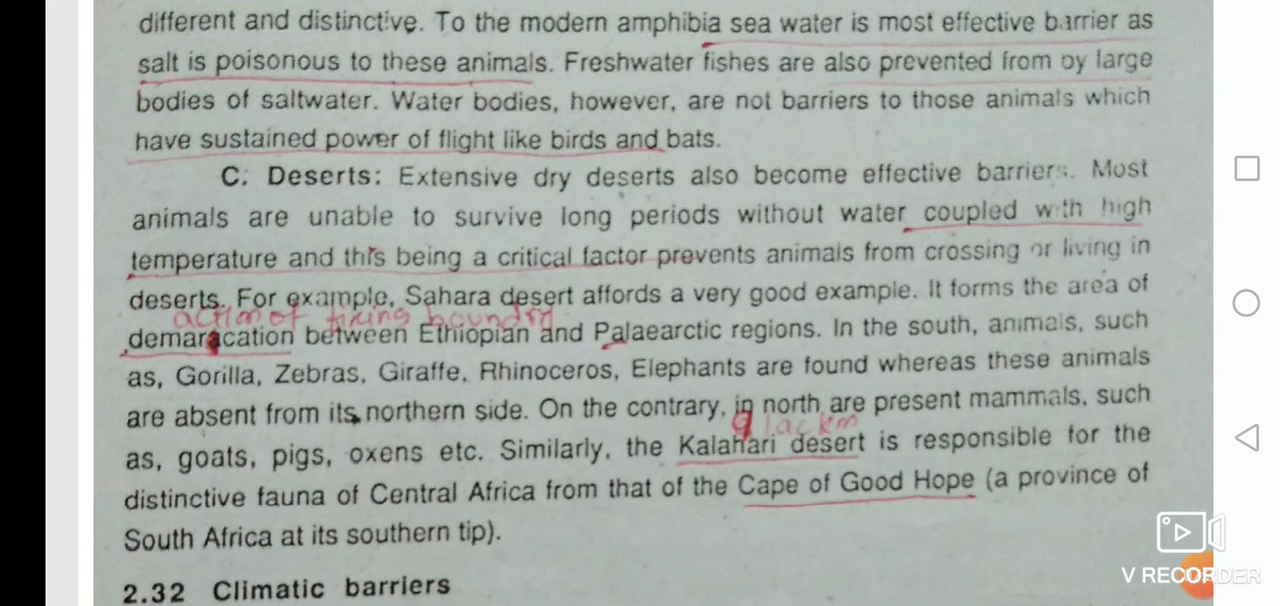 different and distinctive. To the modern amphibia sea water is most effective barrier as
salt is poisonous to these animals. Freshwater fishes are also prevented from by large
bodies of saltwater. Water bodies, however, are not barriers to those animals which
have sustained power of flight like birds and bats.
C. Deserts: Extensive dry deserts also become effective barriers. Most
animals are unable to survive long periods without water coupled with high
temperature and this being a critical factor prevents animals from crossing or living in
deserts. For example, Sahara desert affords a very good example. It forms the area of
action of fixing boundry
demaracation between Ethiopian and Palaearctic regions. In the south, animals, such
as, Gorilla, Zebras, Giraffe, Rhinoceros, Elephants are found whereas these animals
are absent from its northern side. On the contrary, in north are present mammals, such
9 lackm
as, goats, pigs, oxens etc. Similarly, the Kalahari desert is responsible for the
distinctive fauna of Central Africa from that of the Cape of Good Hope (a province of
South Africa at its southern tip).
2.32 Climatic barriers
V RECORDER